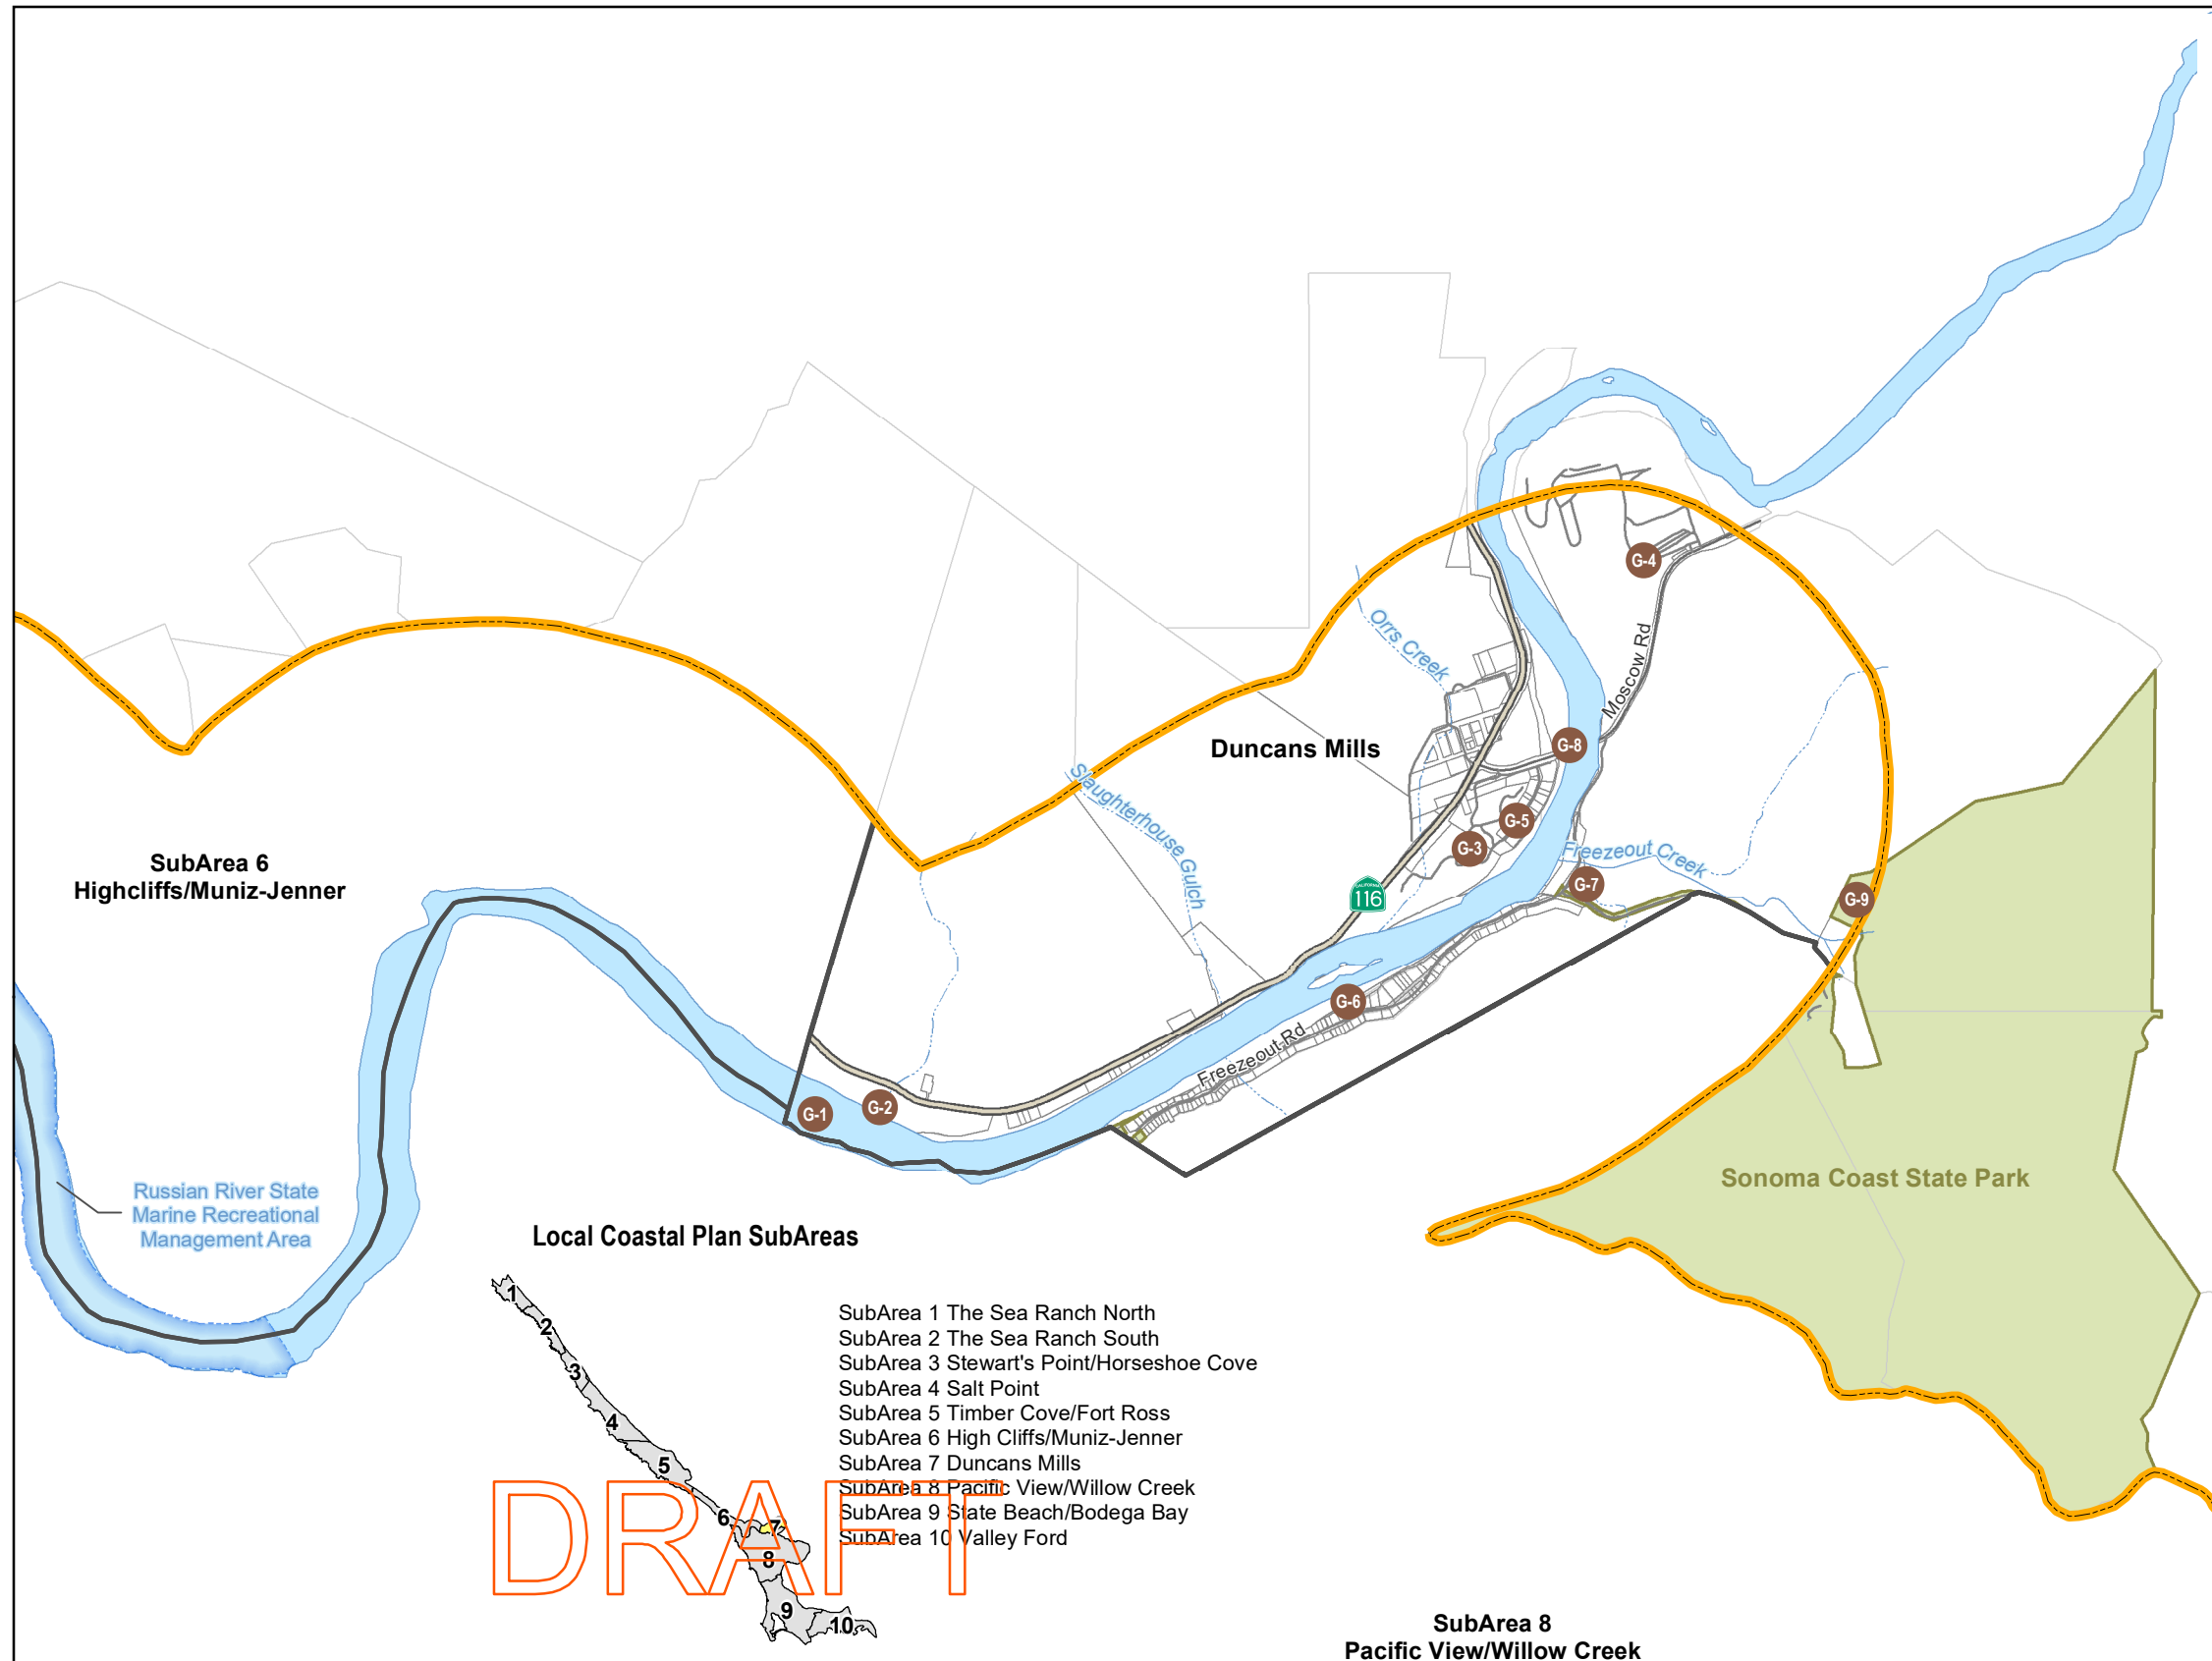 G-4
Orrs Creek
Moscow Rd
Duncans Mills
G-8
Slaughterhouse Gulch
G-5
G-3
Freezeout Creek
SubArea 6
Highcliffs/Muniz-Jenner
CALIFORNIA
116
G-7
G-9
G-6
Freezeout Rd
G-1
G-2
Sonoma Coast State Park
Russian River State
Marine Recreational
Management Area
Local Coastal Plan SubAreas
1
2
3
4
5
6
7
8
9
10
SubArea 1 The Sea Ranch North
SubArea 2 The Sea Ranch South
SubArea 3 Stewart's Point/Horseshoe Cove
SubArea 4 Salt Point
SubArea 5 Timber Cove/Fort Ross
SubArea 6 High Cliffs/Muniz-Jenner
SubArea 7 Duncans Mills
SubArea 8 Pacific View/Willow Creek
SubArea 9 State Beach/Bodega Bay
SubArea 10 Valley Ford
DRAFT
SubArea 8
Pacific View/Willow Creek